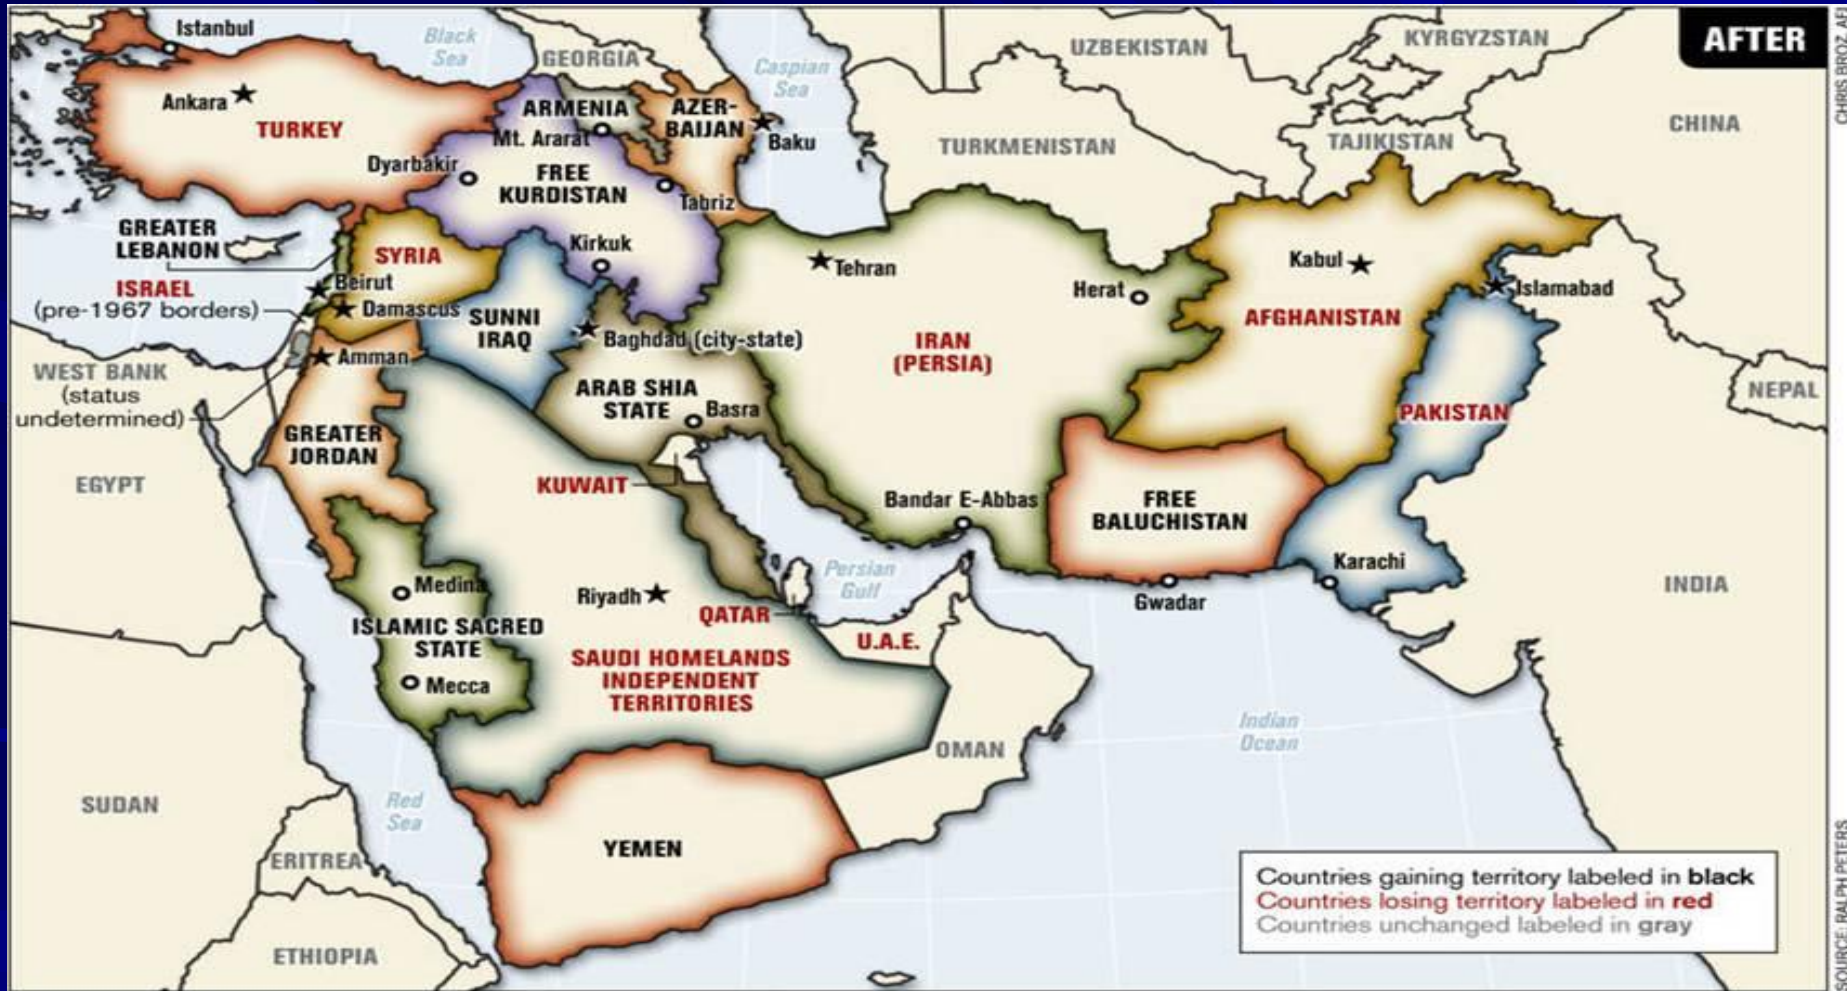 AFTER
Istanbul
Black
Sea
GEORGIA
Caspian
Sea
UZBEKISTAN
KYRGYZSTAN
Ankara
TURKEY
ARMENIA
Mt. Ararat
AZER-
BAIJAN
Baku
TURKMENISTAN
TAJIKISTAN
CHINA
Dyarbakir
FREE
KURDISTAN
Tabriz
GREATER
LEBANON
SYRIA
Kirkuk
Tehran
Herat
Kabul
Islamabad
ISRAEL
(pre-1967 borders)
Beirut
Damascus
SUNNI
IRAQ
Baghdad (city-state)
IRAN
(PERSIA)
AFGHANISTAN
WEST BANK
(status
undetermined)
Amman
ARAB SHIA
STATE
Basra
PAKISTAN
NEPAL
GREATER
JORDAN
EGYPT
KUWAIT
Bandar E-Abbas
FREE
BALUCHISTAN
Karachi
Medina
Riyadh
Persian
Gulf
Gwadar
INDIA
ISLAMIC SACRED
STATE
QATAR
U.A.E.
Mecca
SAUDI HOMELANDS
INDEPENDENT
TERRITORIES
OMAN
Indian
Ocean
SUDAN
Red
Sea
ERITREA
YEMEN
ETHIOPIA
Countries gaining territory labeled in black
Countries losing territory labeled in red
Countries unchanged labeled in gray
CHRIS BROZ, AFJ
SOURCE: RALPH PETERS